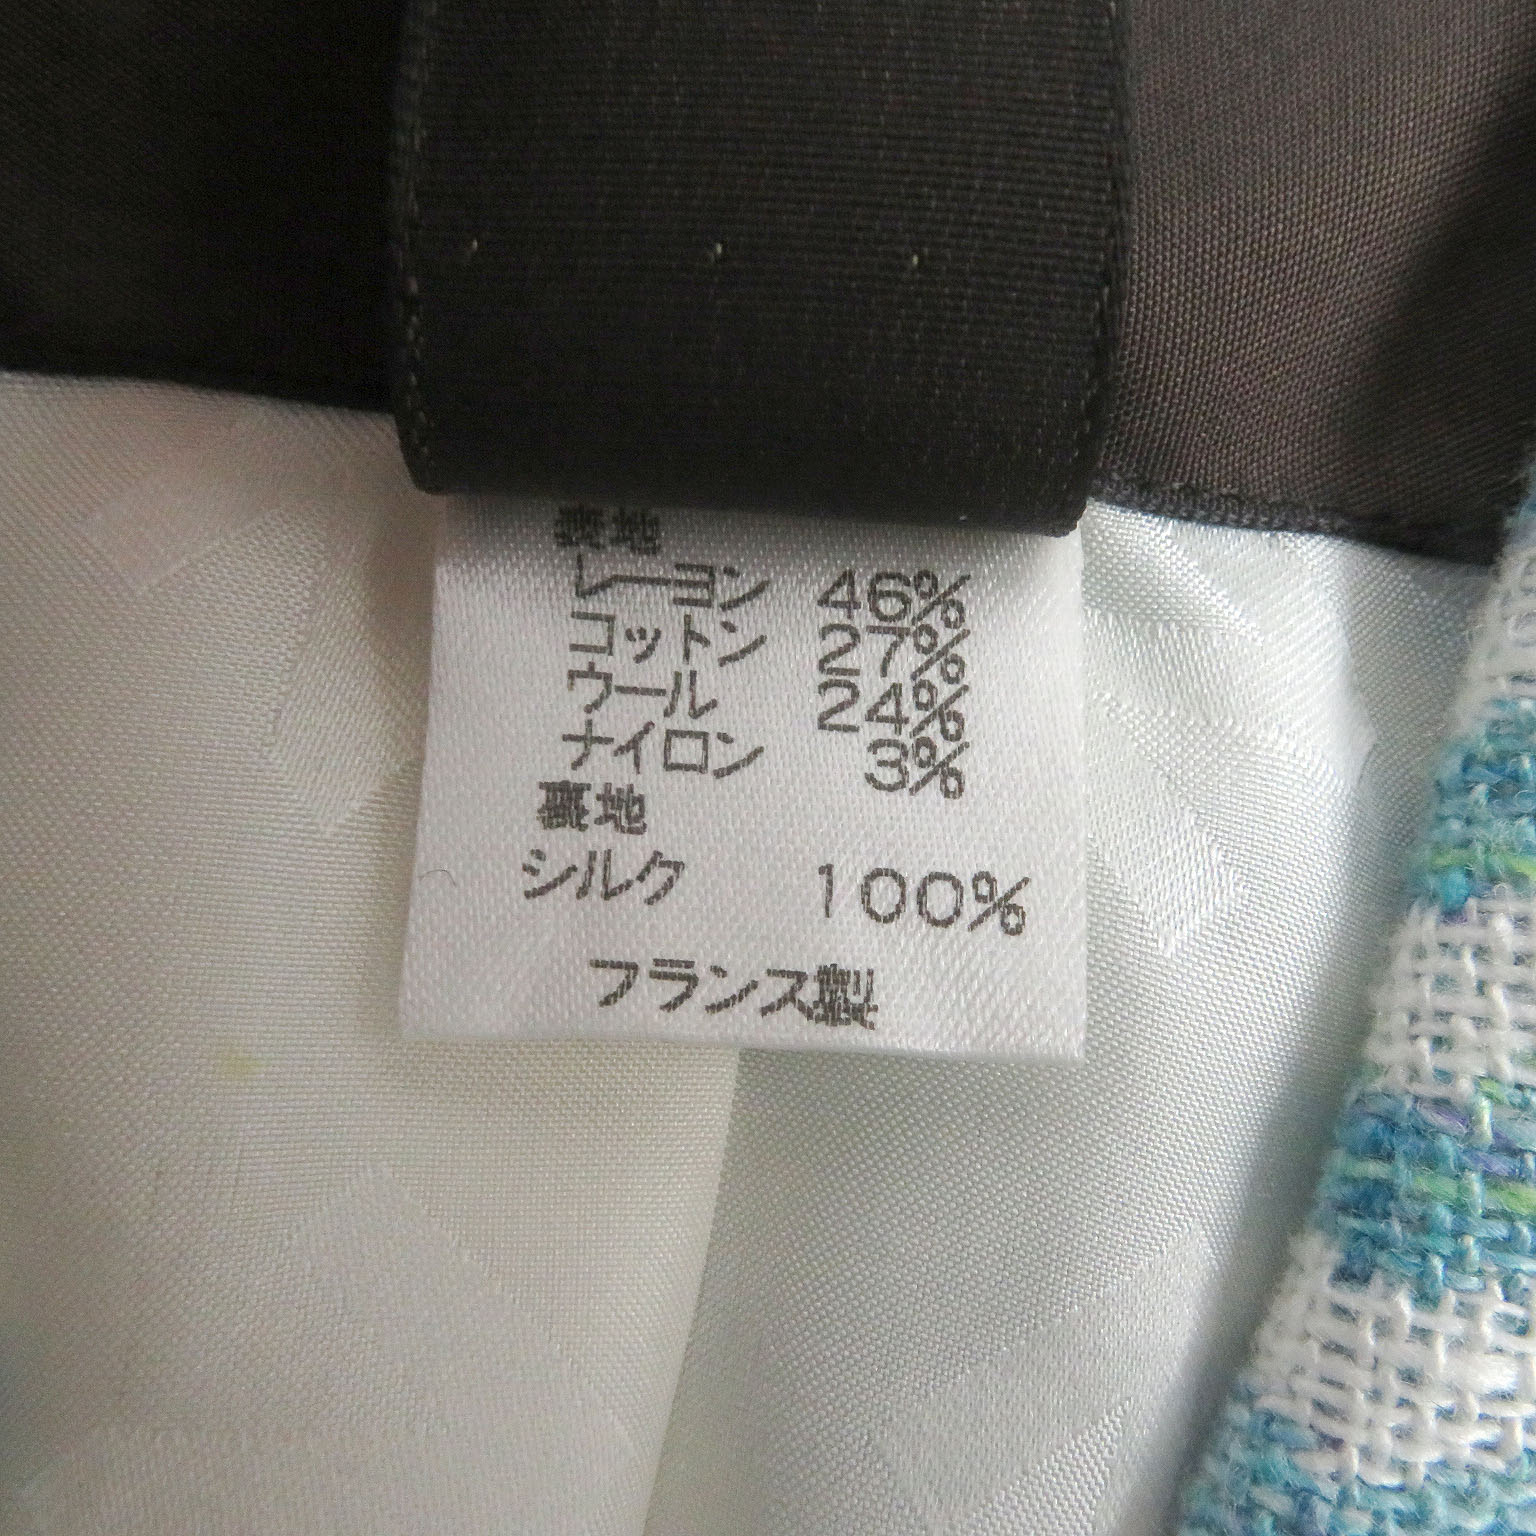 表地
レーヨン 46%
コットン 27%
ウール 24%
ナイロン 3%
裏地
シルク 100%
フランス製